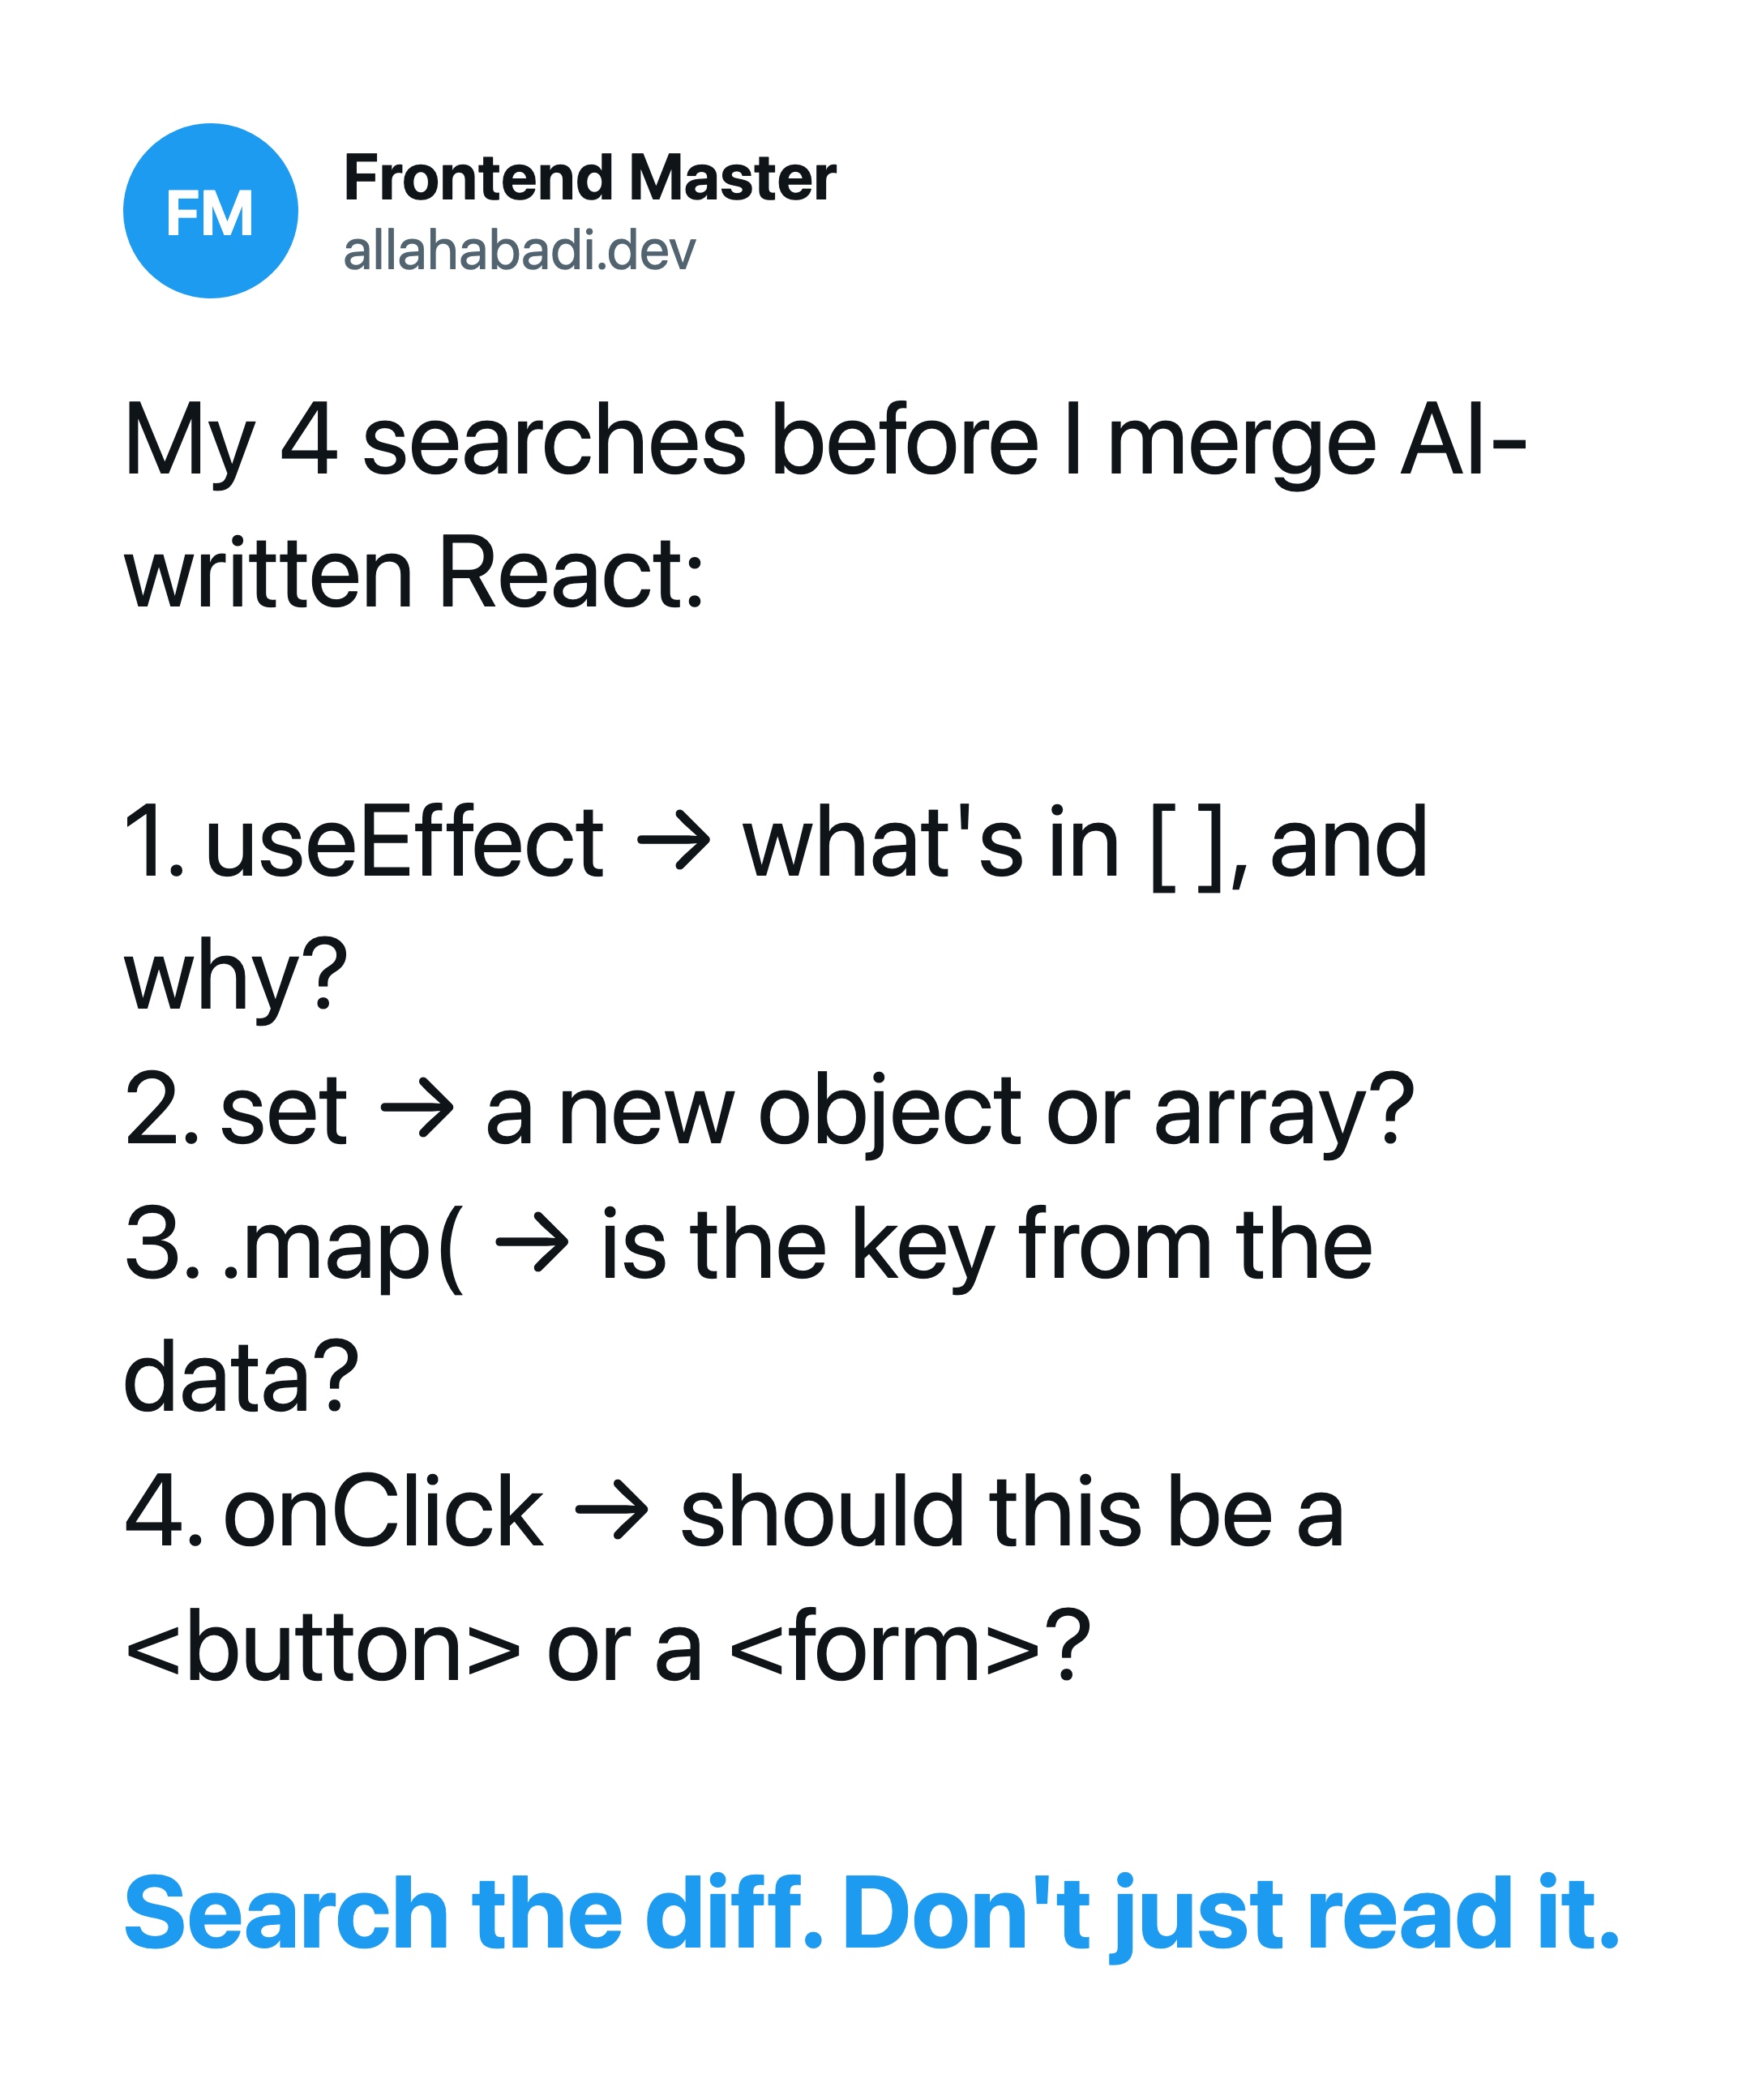 FM
Frontend Master
allahabadi.dev
My 4 searches before I merge AI-
written React:
1. useEffect → what's in [ ], and
why?
2. set → a new object or array?
3. .map( → is the key from the
data?
4. onClick → should this be a
<button> or a <form>?
Search the diff. Don't just read it.